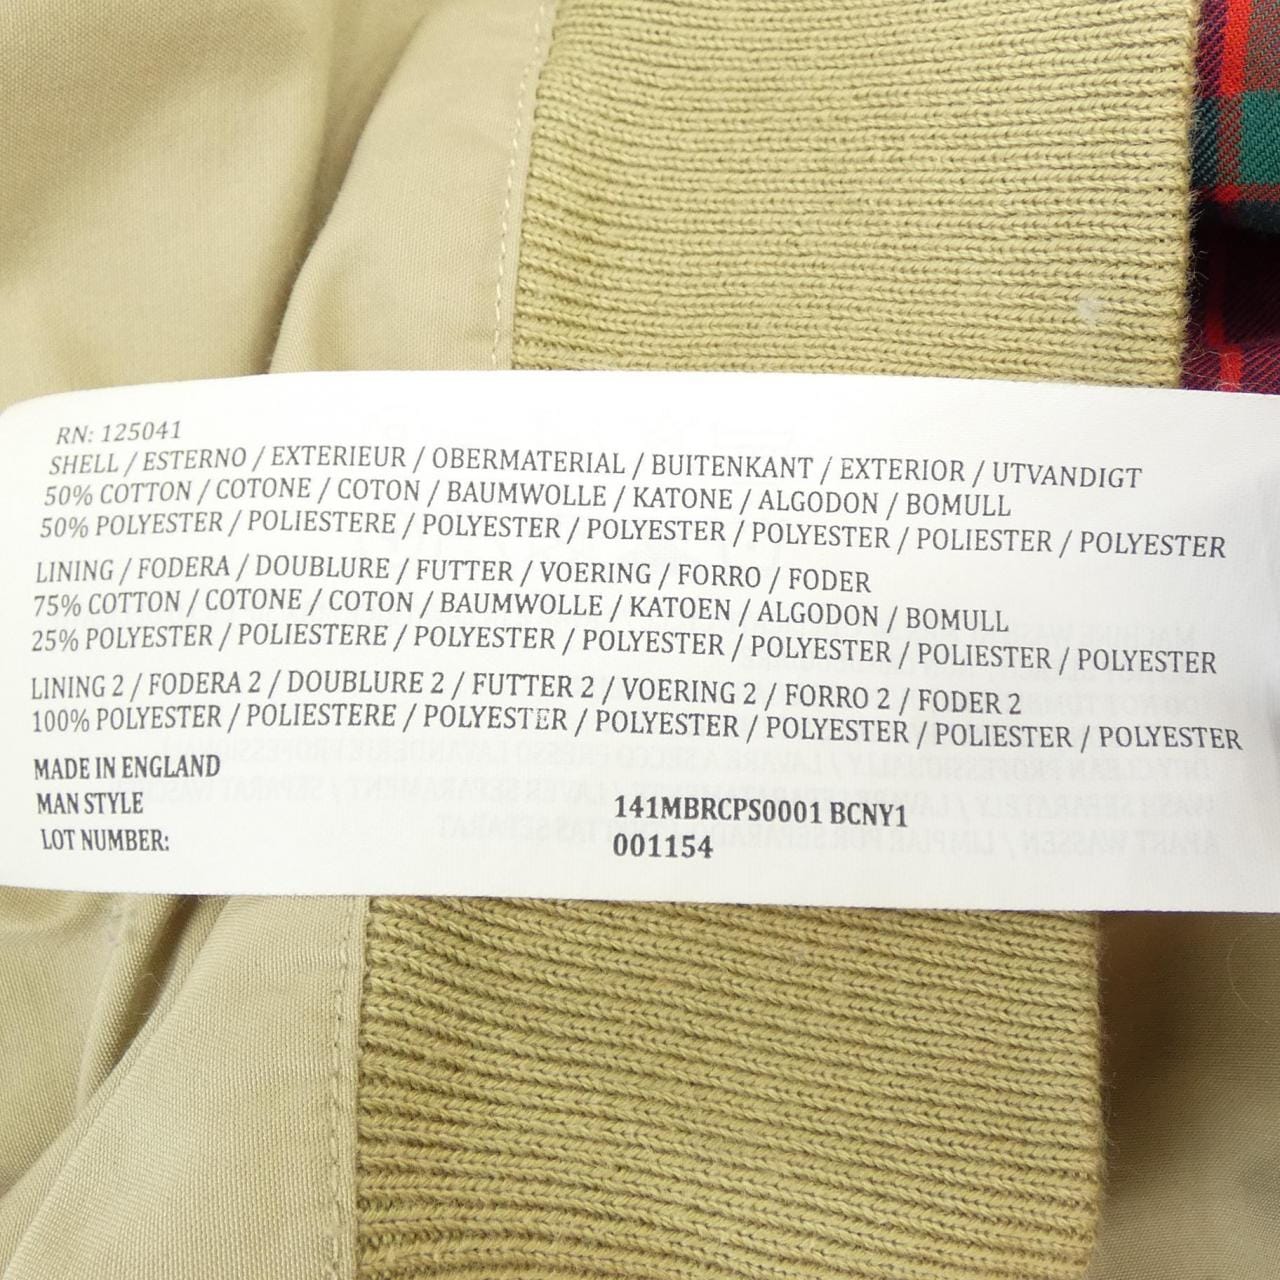 RN: 125041
SHELL / ESTERNO / EXTERIEUR / OBERMATERIAL / BUITENKANT / EXTERIOR / UTVANDIGT
50% COTTON / COTONE / COTON / BAUMWOLLE / KATONE / ALGODON / BOMULL
50% POLYESTER / POLIESTERE / POLYESTER / POLYESTER / POLYESTER / POLIESTER / POLYESTER
LINING / FODERA / DOUBLURE / FUTTER / VOERING / FORRO / FODER
75% COTTON / COTONE / COTON / BAUMWOLLE / KATOEN / ALGODON / BOMULL
25% POLYESTER / POLIESTERE / POLYESTER / POLYESTER / POLYESTER / POLIESTER / POLYESTER
LINING 2 / FODERA 2 / DOUBLURE 2 / FUTTER 2 / VOERING 2 / FORRO 2 / FODER 2
100% POLYESTER / POLIESTERE / POLYESTER / POLYESTER / POLYESTER / POLIESTER / POLYESTER
MADE IN ENGLAND
MAN STYLE 141MBRCPS0001 BCNY1
LOT NUMBER: 001154